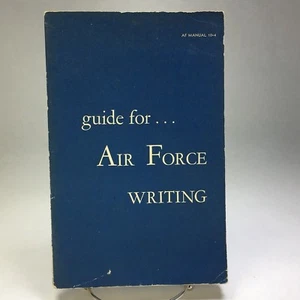 AF MANUAL 10-4
guide for...
AIR FORCE
WRITING